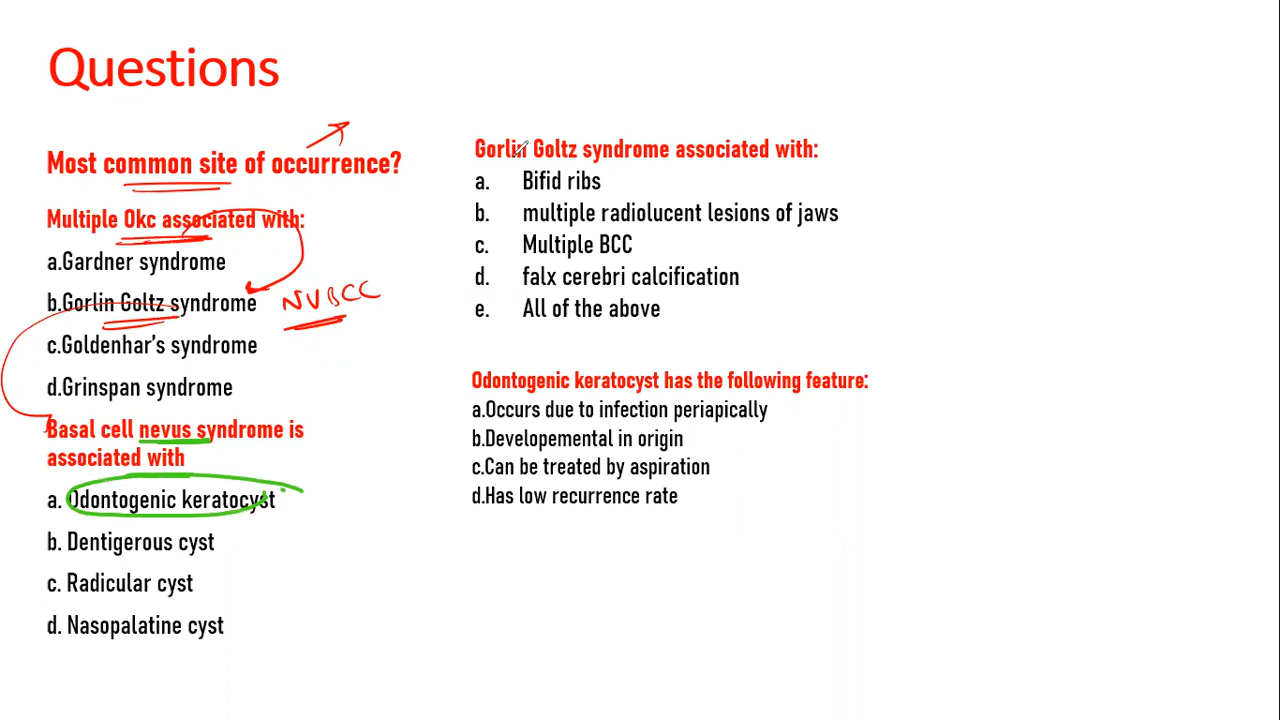 Questions
Most common site of occurrence?
Multiple Okc associated with:
a.Gardner syndrome
b.Gorlin Goltz syndrome NVBCC
c.Goldenhar's syndrome
d.Grinspan syndrome
Basal cell nevus syndrome is
associated with
a. Odontogenic keratocyst
b. Dentigerous cyst
c. Radicular cyst
d. Nasopalatine cyst
Gorlin Goltz syndrome associated with:
a. Bifid ribs
b. multiple radiolucent lesions of jaws
c. Multiple BCC
d. falx cerebri calcification
e. All of the above
Odontogenic keratocyst has the following feature:
a.Occurs due to infection periapically
b.Developemental in origin
c.Can be treated by aspiration
d.Has low recurrence rate